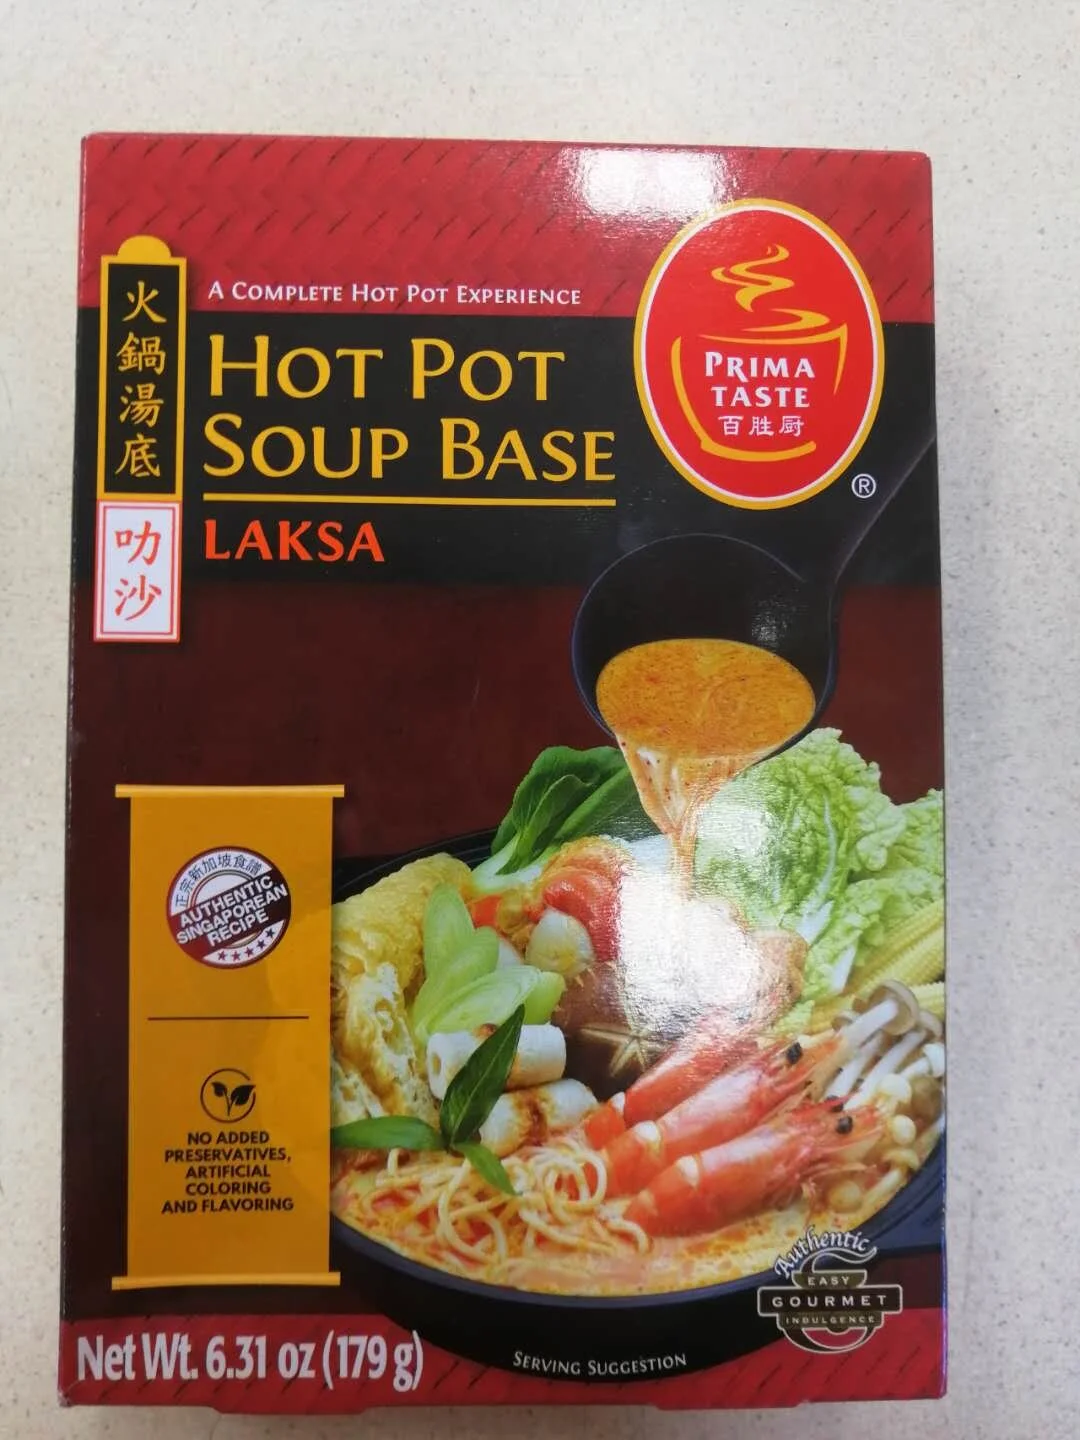 A COMPLETE HOT POT EXPERIENCE
HOT POT
SOUP BASE
LAKSA
火鍋湯底
叻沙
PRIMA
TASTE
百胜厨
®
正宗新加坡食譜
AUTHENTIC
SINGAPOREAN
RECIPE
NO ADDED
PRESERVATIVES,
ARTIFICIAL
COLORING
AND FLAVORING
Authentic
EASY
GOURMET
INDULGENCE
Net Wt. 6.31 oz (179 g)
SERVING SUGGESTION